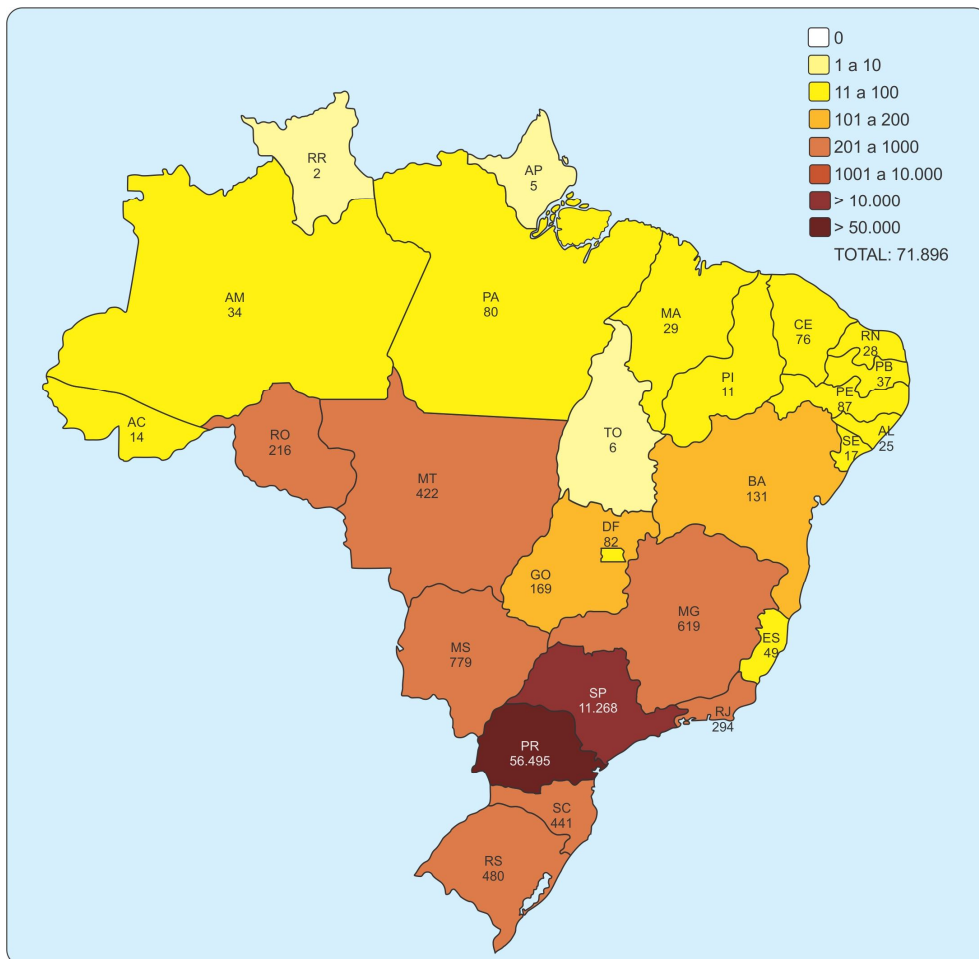 0
1 a 10
11 a 100
101 a 200
201 a 1000
1001 a 10.000
> 10.000
> 50.000
TOTAL: 71.896
RR
2
AP
5
AM
34
PA
80
MA
29
CE
76
RN
28
PB
37
PI
11
PE
87
AC
14
AL
25
SE
17
RO
216
TO
6
MT
422
BA
131
DF
82
GO
169
MG
619
ES
49
MS
779
SP
11.268
RJ
294
PR
56.495
SC
441
RS
480